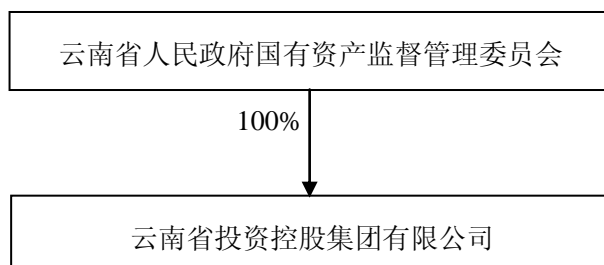 云南省人民政府国有资产监督管理委员会
100%
云南省投资控股集团有限公司